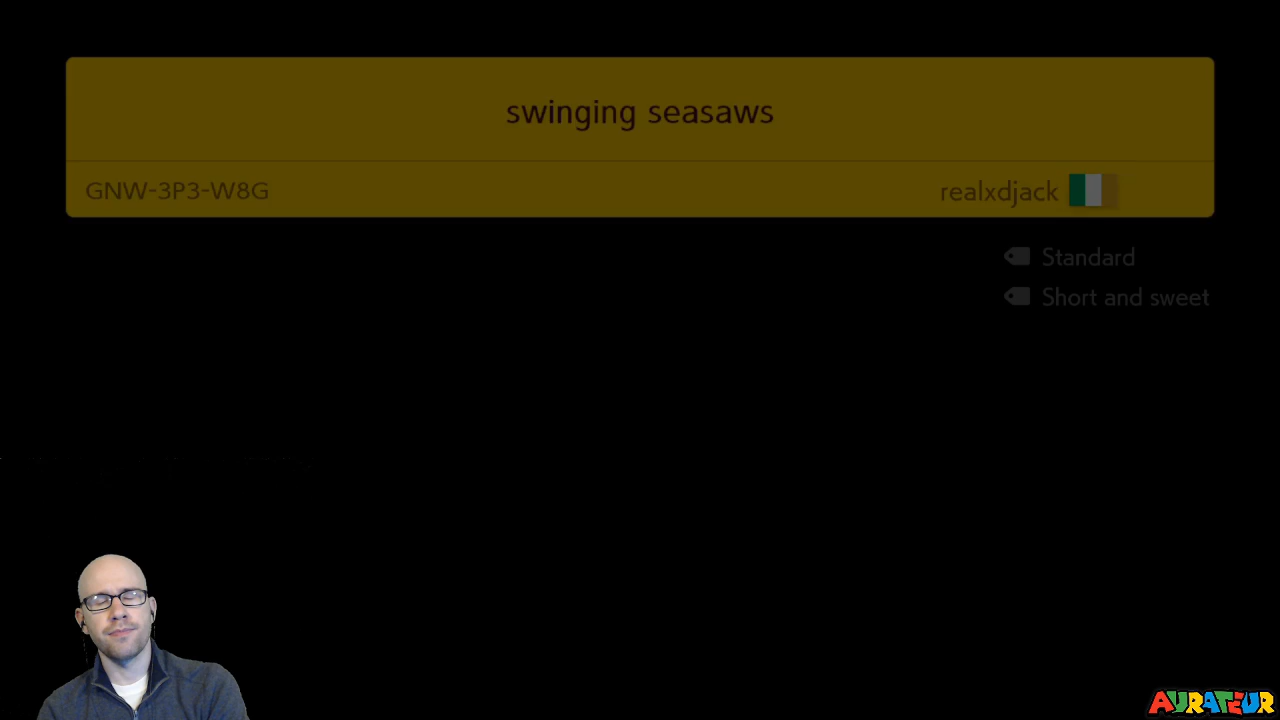 swinging seasaws
GNW-3P3-W8G
realxdjack
Standard
Short and sweet
AURATEUR